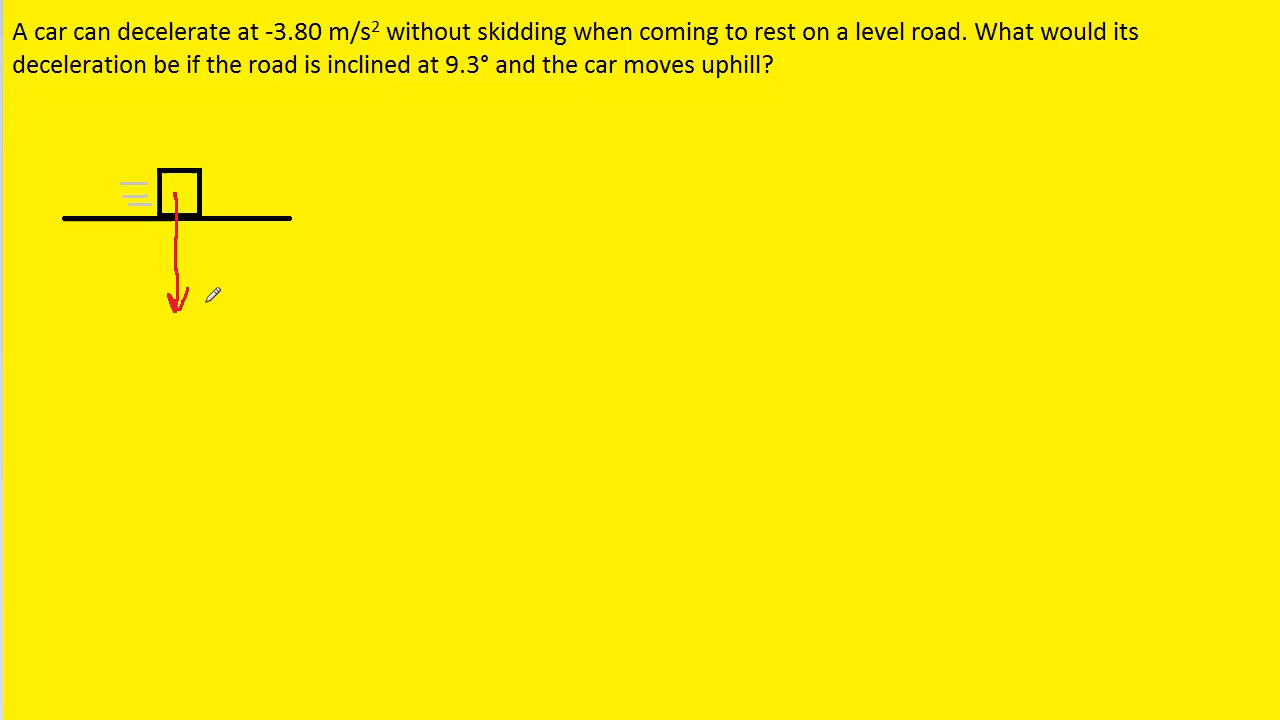 A car can decelerate at -3.80 m/s² without skidding when coming to rest on a level road. What would its
deceleration be if the road is inclined at 9.3° and the car moves uphill?